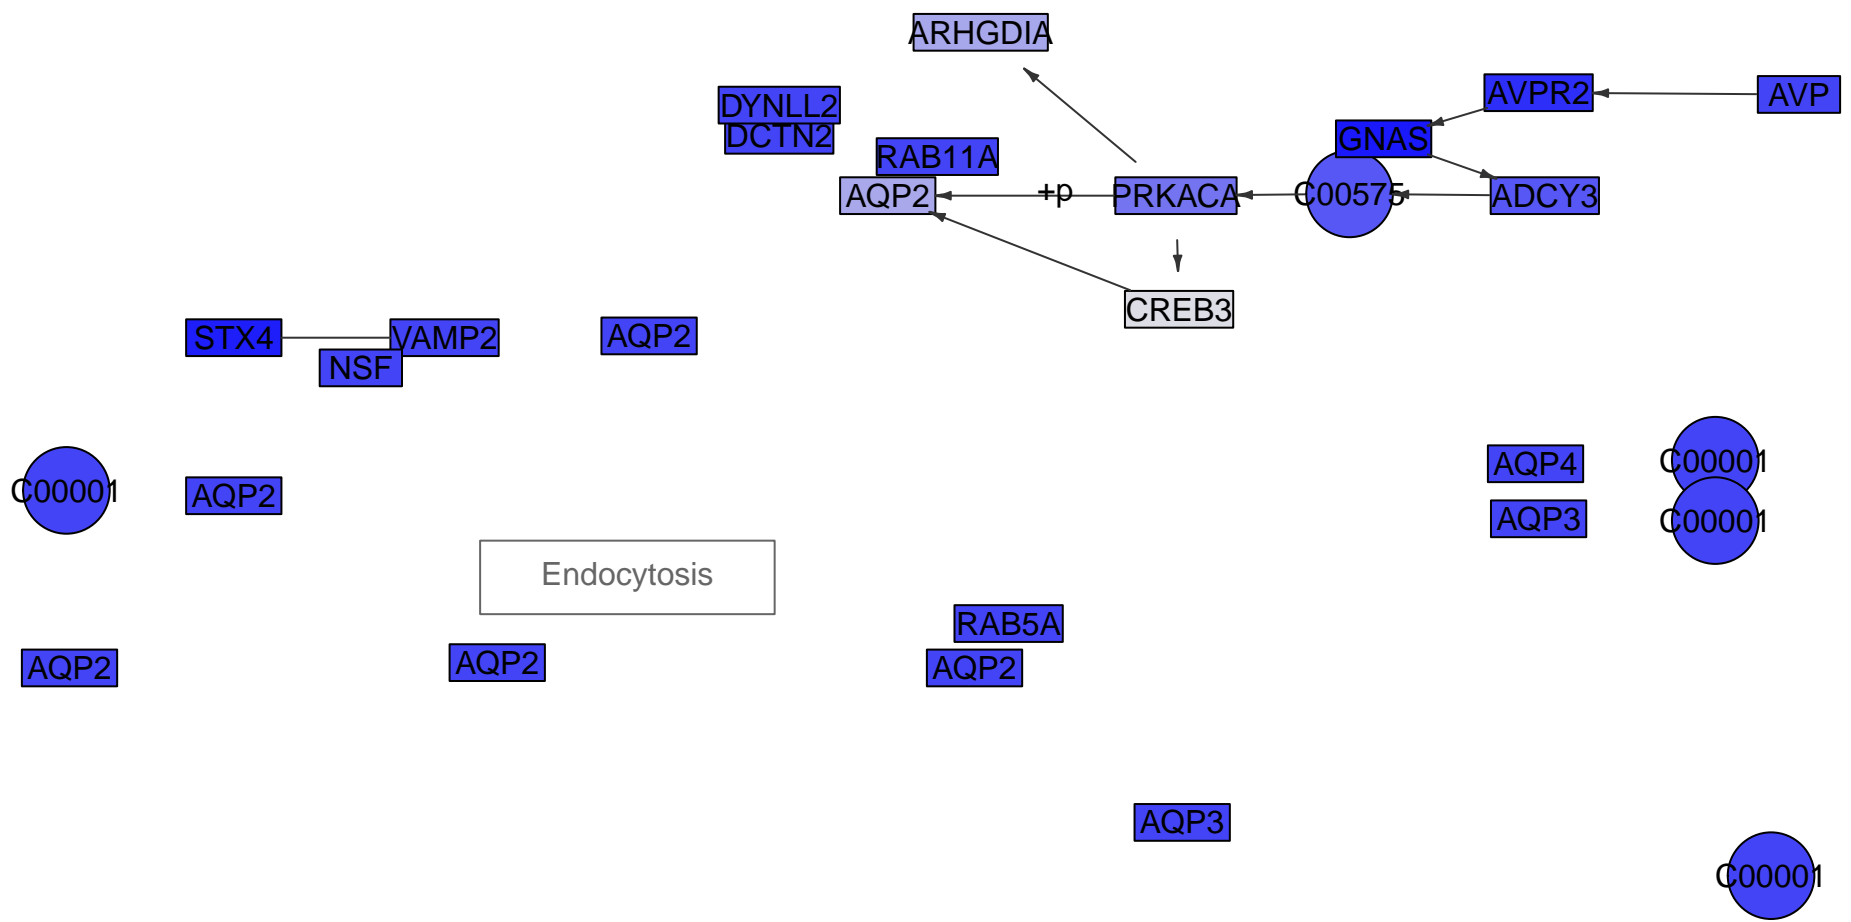 ARHGDIA
DYNLL2
AVPR2
AVP
DCTN2
GNAS
RAB11A
AQP2
+p
PRKACA
C00575
ADCY3
CREB3
STX4
VAMP2
AQP2
NSF
AQP4
C00001
C00001
AQP2
AQP3
C00001
Endocytosis
RAB5A
AQP2
AQP2
AQP2
AQP3
C00001